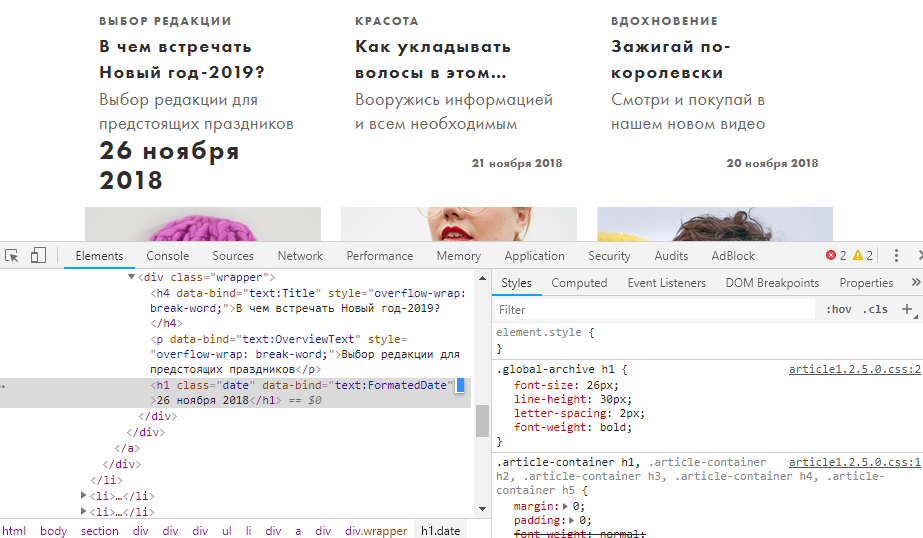 ВЫБОР РЕДАКЦИИ
В чем встречать
Новый год-2019?
Выбор редакции для
предстоящих праздников
26 ноября
2018
КРАСОТА
Как укладывать
волосы в этом...
Вооружись информацией
и всем необходимым
21 ноября 2018
ВДОХНОВЕНИЕ
Зажигай по-
королевски
Смотри и покупай в
нашем новом видео
20 ноября 2018
Elements Console Sources Network Performance Memory Application Security Audits AdBlock 2 2
<div class="wrapper">
<h4 data-bind="text:Title" style="overflow-wrap:
break-word;">В чем встречать Новый год-2019?
</h4>
<p data-bind="text:OverviewText" style=
"overflow-wrap: break-word;">Выбор редакции для
предстоящих праздников</p>
<h1 class="date" data-bind="text:FormatedDate"
>26 ноября 2018</h1> == $0
</div>
</div>
</a>
</div>
</li>
<li>…</li>
<li>…</li>
html body section div div div ul li div a div div.wrapper h1.date
Styles Computed Event Listeners DOM Breakpoints Properties »
Filter :hov .cls +
element.style {
}
.global-archive h1 { article1.2.5.0.css:2
font-size: 26px;
line-height: 30px;
letter-spacing: 2px;
font-weight: bold;
}
.article-container h1, .article-container article1.2.5.0.css:1
h2, .article-container h3, .article-container h4, .article-
container h5 {
margin: 0;
padding: 0;
font-weight: normal;